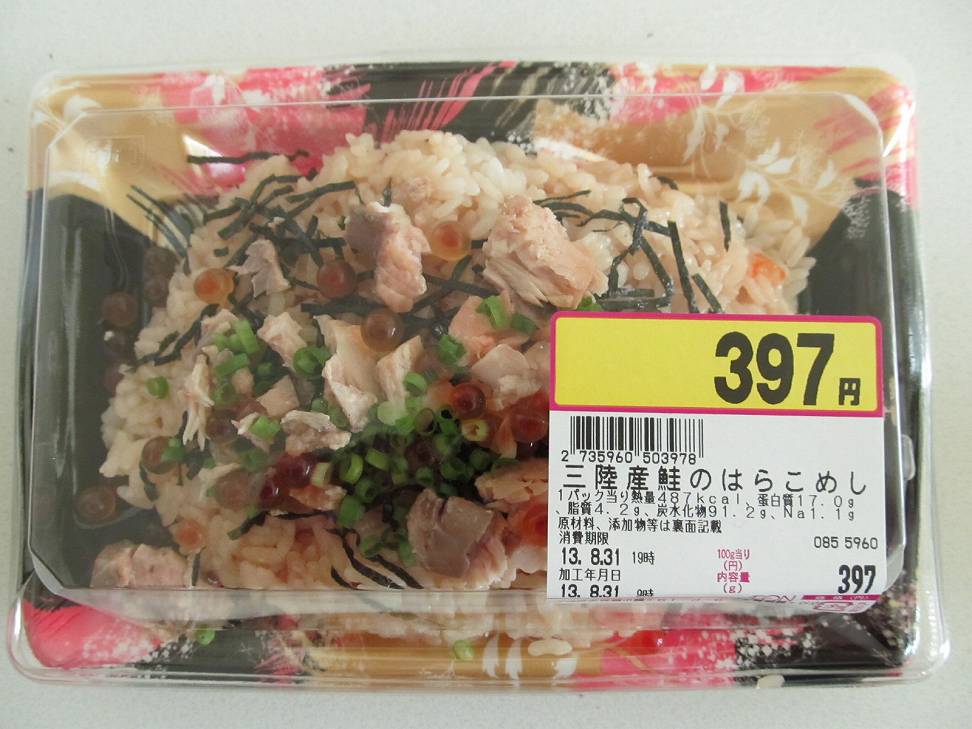 397円
2 735960 503978
三陸産鮭のはらこめし
1パック当り熱量487kcal、蛋白質17.0g
、脂質4.2g、炭水化物91.2g、Na1.1g
原材料、添加物等は裏面記載
消費期限
085 5960
13. 8.31 19時
100g当り
(円)
加工年月日
内容量
(g)
397
13. 8.31 9時